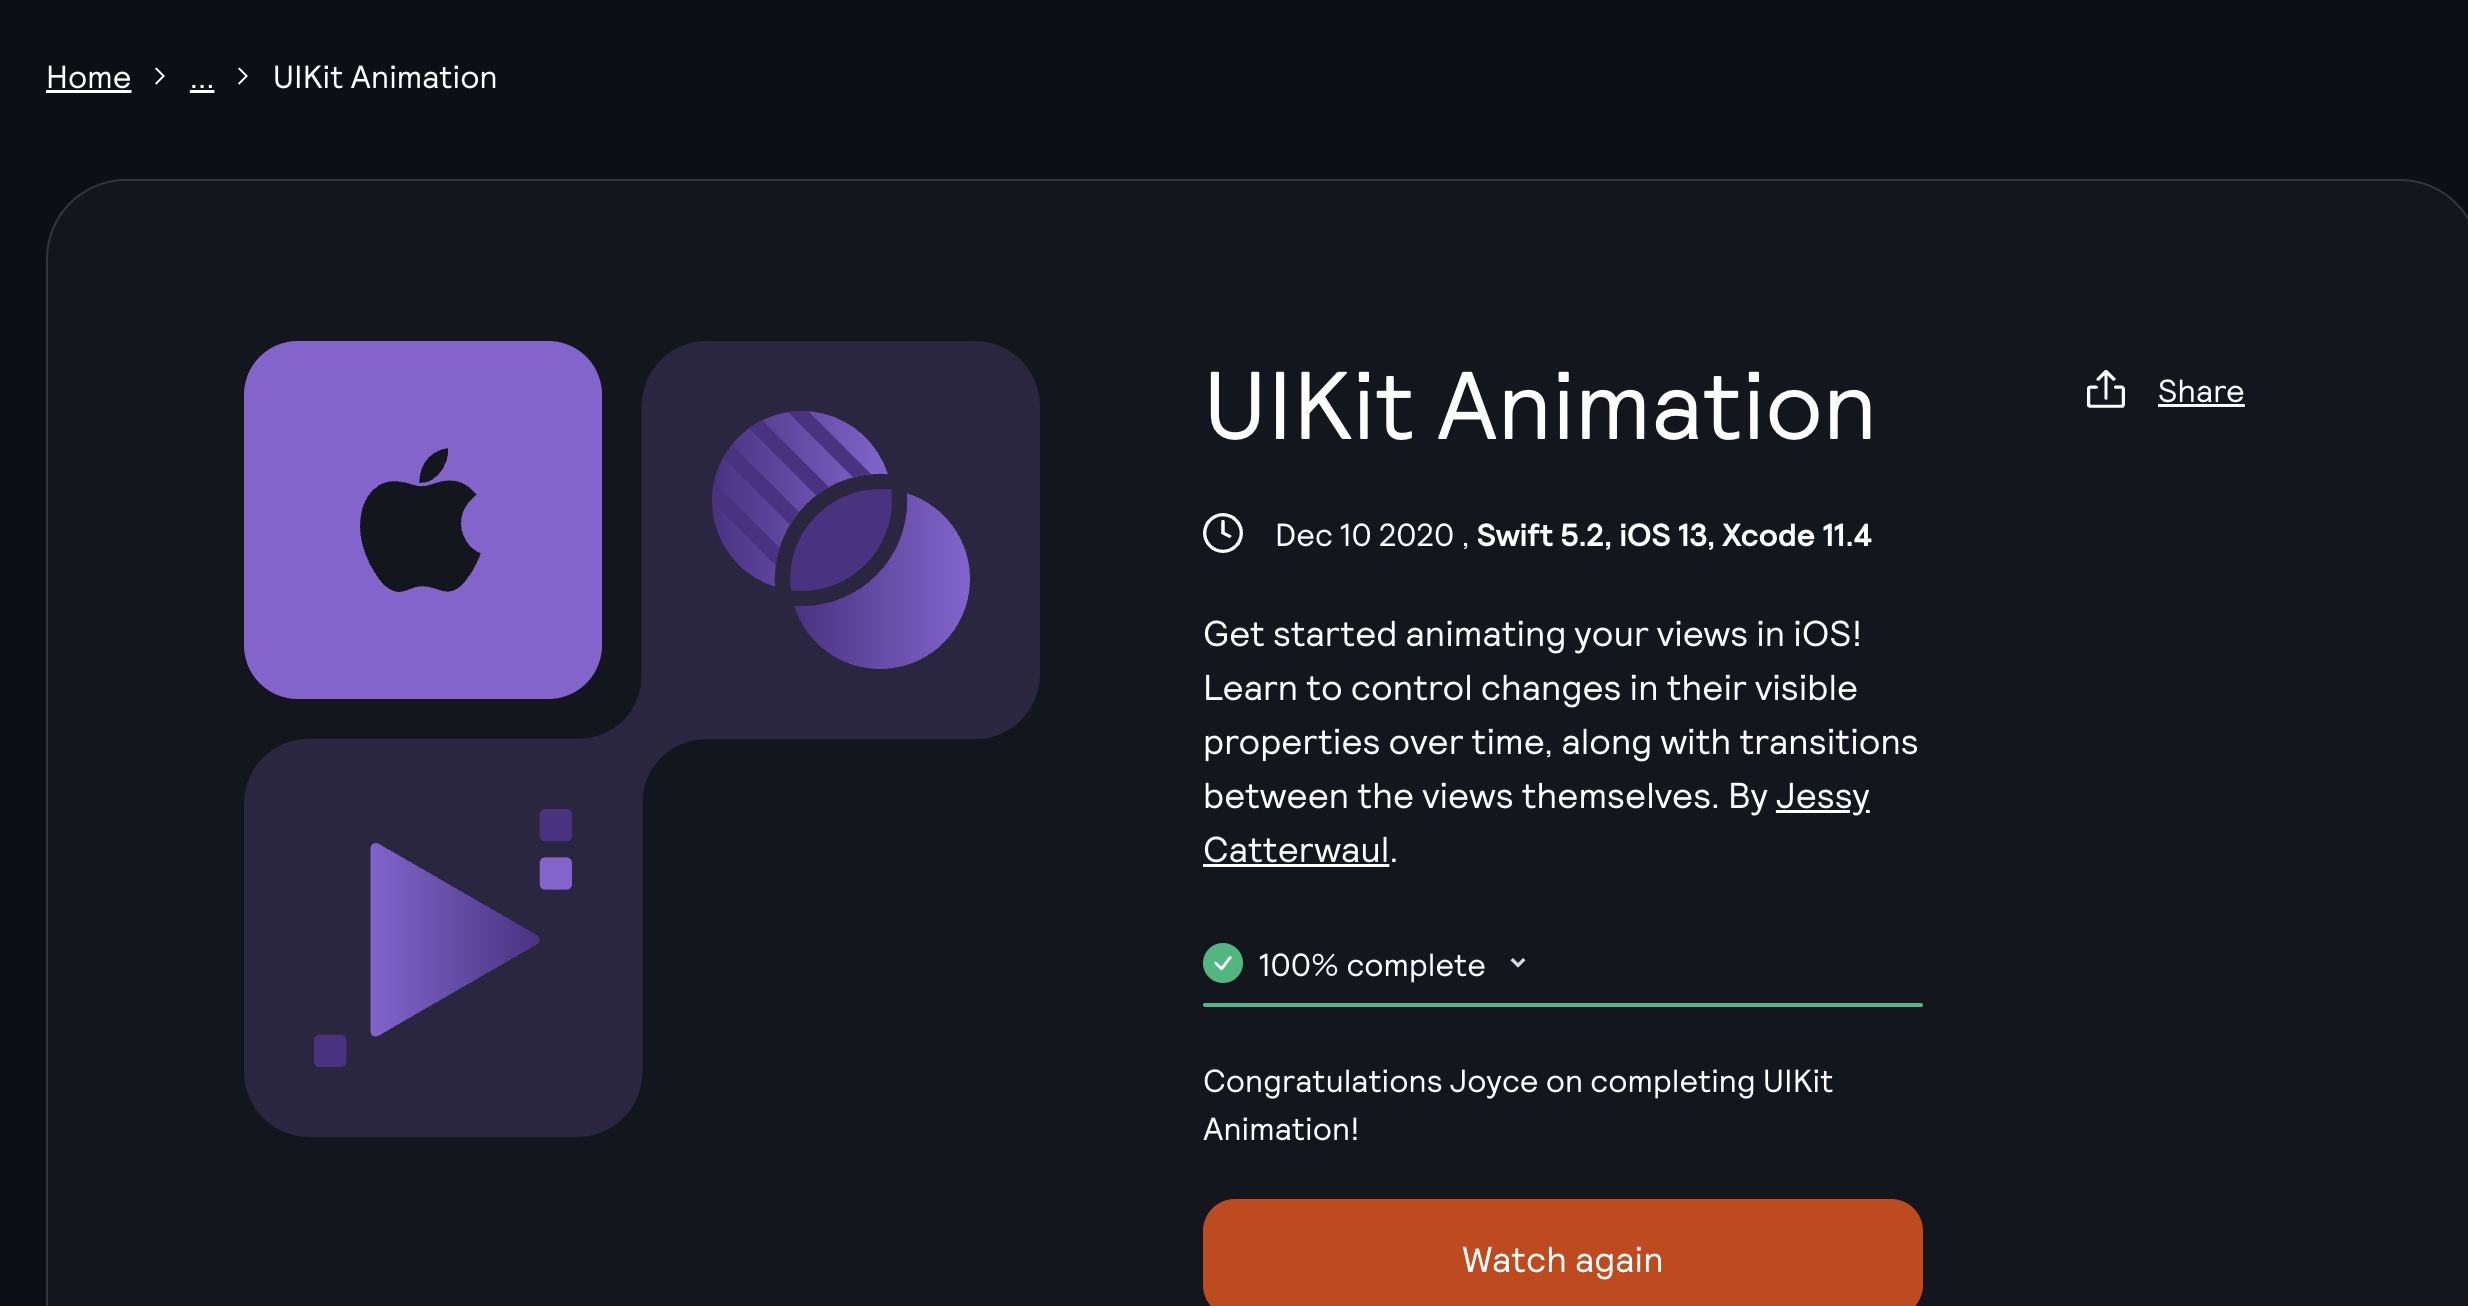 Home > ... > UIKit Animation
UIKit Animation
Share
Dec 10 2020 , Swift 5.2, iOS 13, Xcode 11.4
Get started animating your views in iOS!
Learn to control changes in their visible
properties over time, along with transitions
between the views themselves. By Jessy
Catterwaul.
100% complete
Congratulations Joyce on completing UIKit
Animation!
Watch again